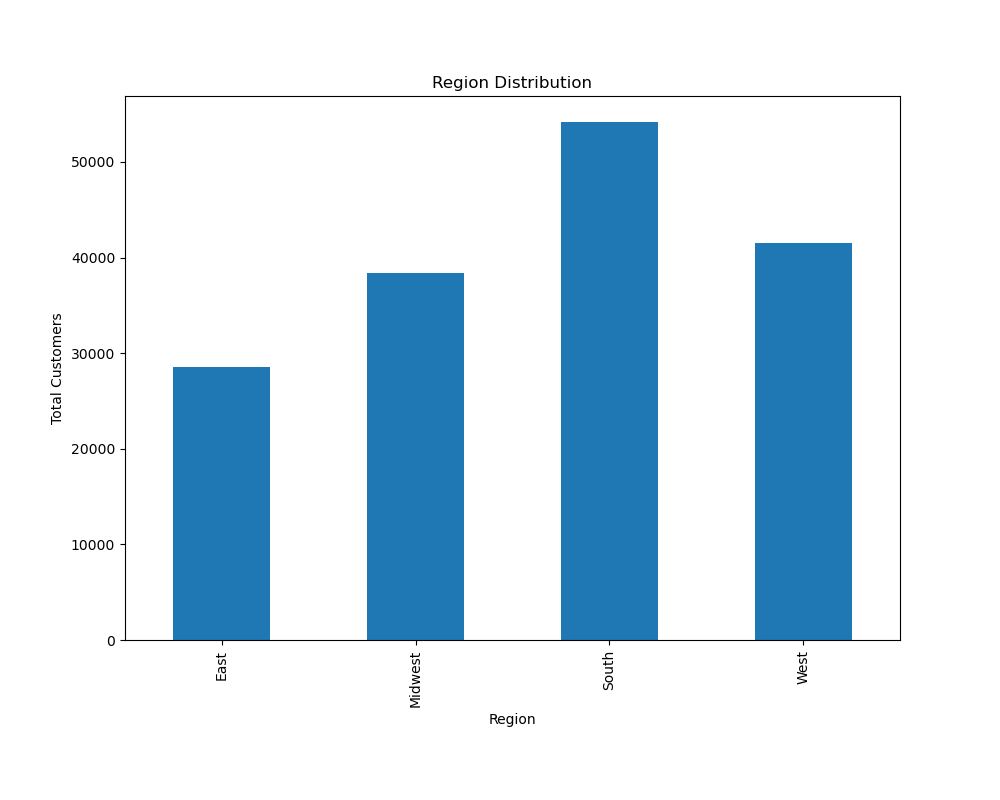 Region Distribution
Total Customers
50000
40000
30000
20000
10000
0
East
Midwest
South
West
Region